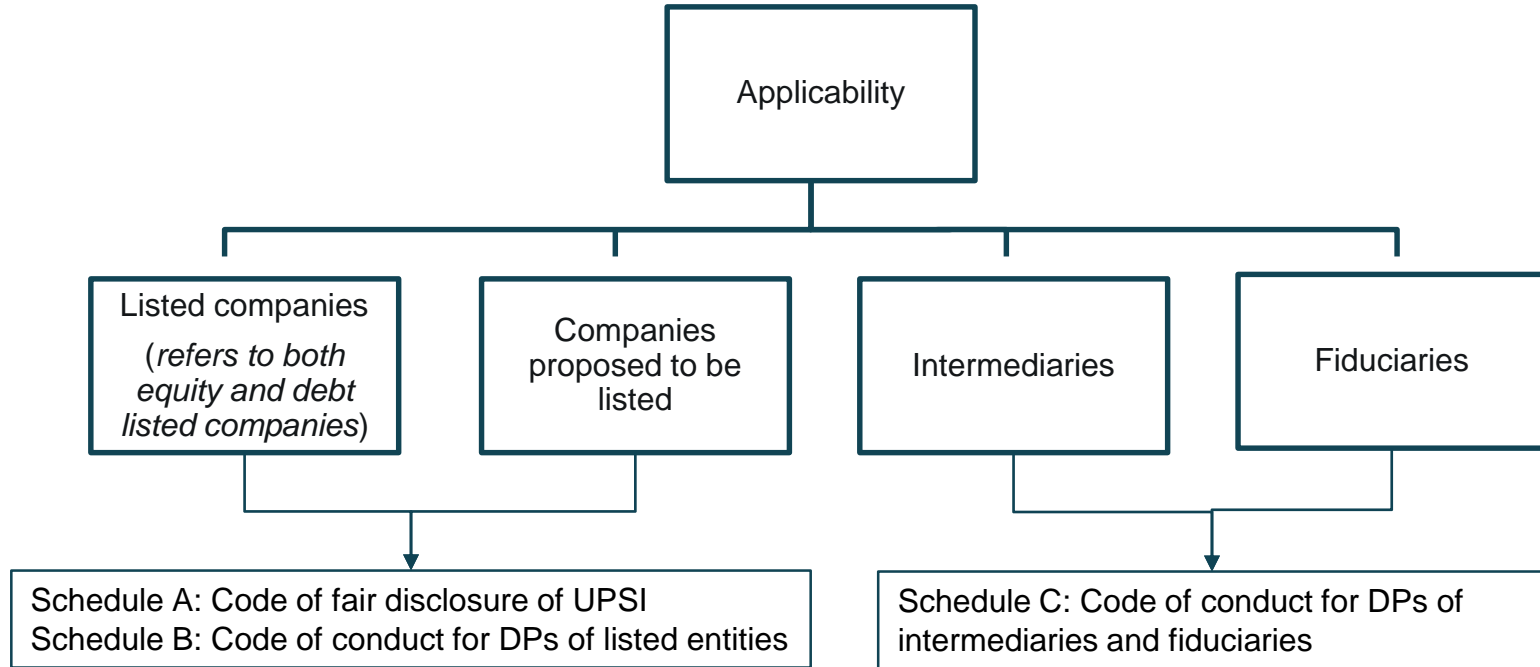 Applicability
Listed companies
(refers to both
equity and debt
listed companies)
Companies
proposed to be
listed
Intermediaries
Fiduciaries
Schedule A: Code of fair disclosure of UPSI
Schedule B: Code of conduct for DPs of listed entities
Schedule C: Code of conduct for DPs of
intermediaries and fiduciaries